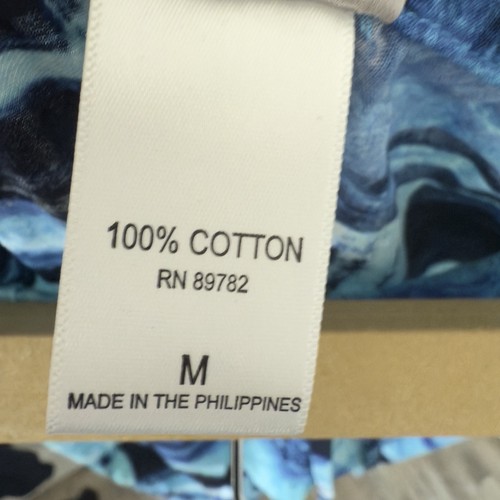 100% COTTON
RN 89782
M
MADE IN THE PHILIPPINES